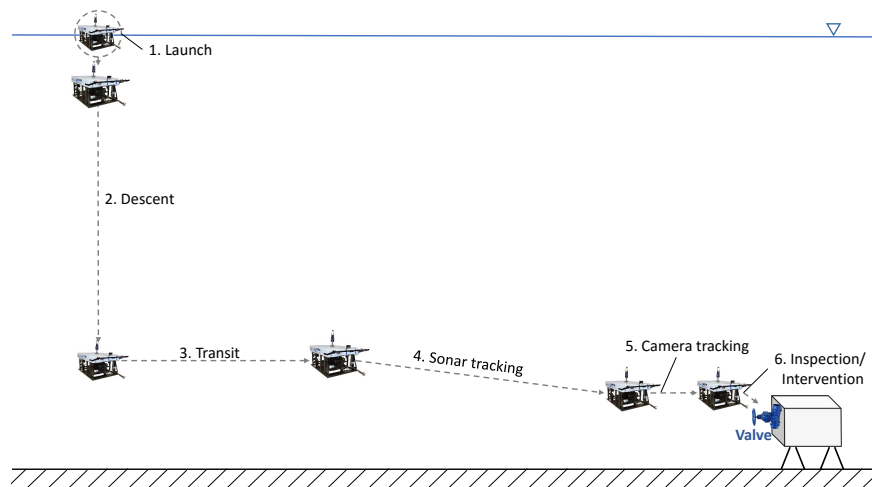 1. Launch
2. Descent
3. Transit
4. Sonar tracking
5. Camera tracking
6. Inspection/
Intervention
Valve